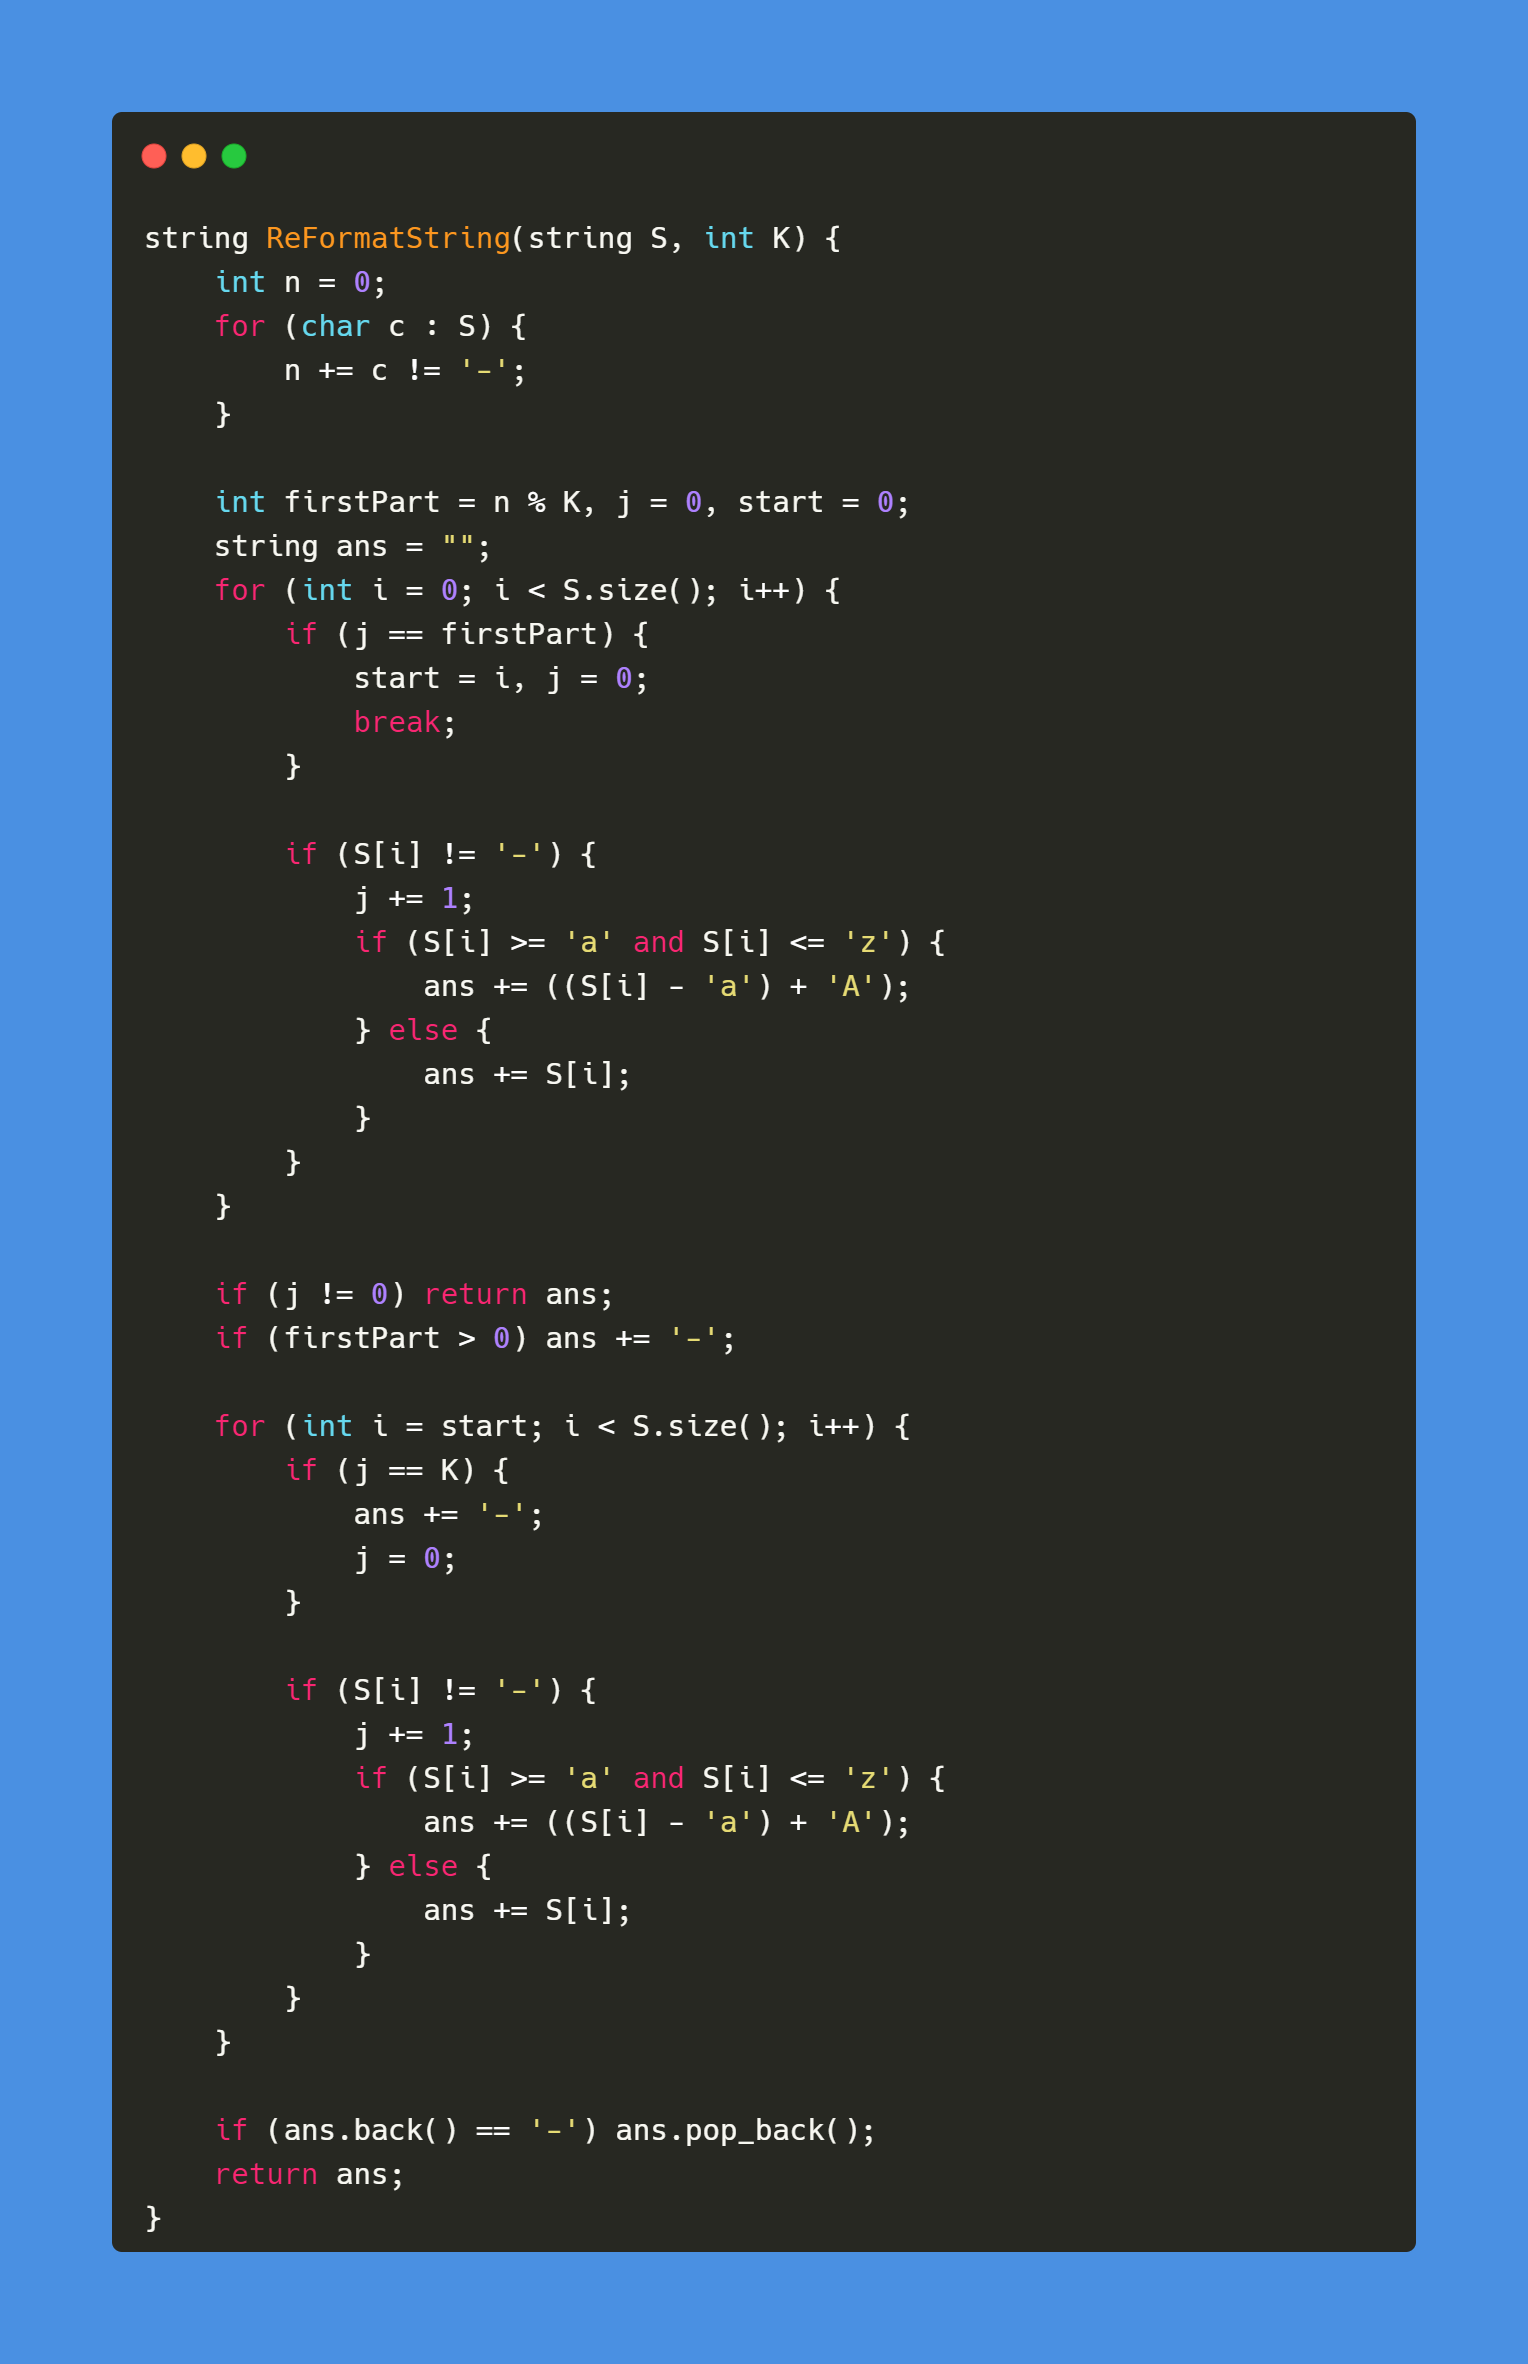 string ReFormatString(string S, int K) {
    int n = 0;
    for (char c : S) {
        n += c != '-';
    }

    int firstPart = n % K, j = 0, start = 0;
    string ans = "";
    for (int i = 0; i < S.size(); i++) {
        if (j == firstPart) {
            start = i, j = 0;
            break;
        }

        if (S[i] != '-') {
            j += 1;
            if (S[i] >= 'a' and S[i] <= 'z') {
                ans += ((S[i] - 'a') + 'A');
            } else {
                ans += S[i];
            }
        }
    }

    if (j != 0) return ans;
    if (firstPart > 0) ans += '-';

    for (int i = start; i < S.size(); i++) {
        if (j == K) {
            ans += '-';
            j = 0;
        }

        if (S[i] != '-') {
            j += 1;
            if (S[i] >= 'a' and S[i] <= 'z') {
                ans += ((S[i] - 'a') + 'A');
            } else {
                ans += S[i];
            }
        }
    }

    if (ans.back() == '-') ans.pop_back();
    return ans;
}